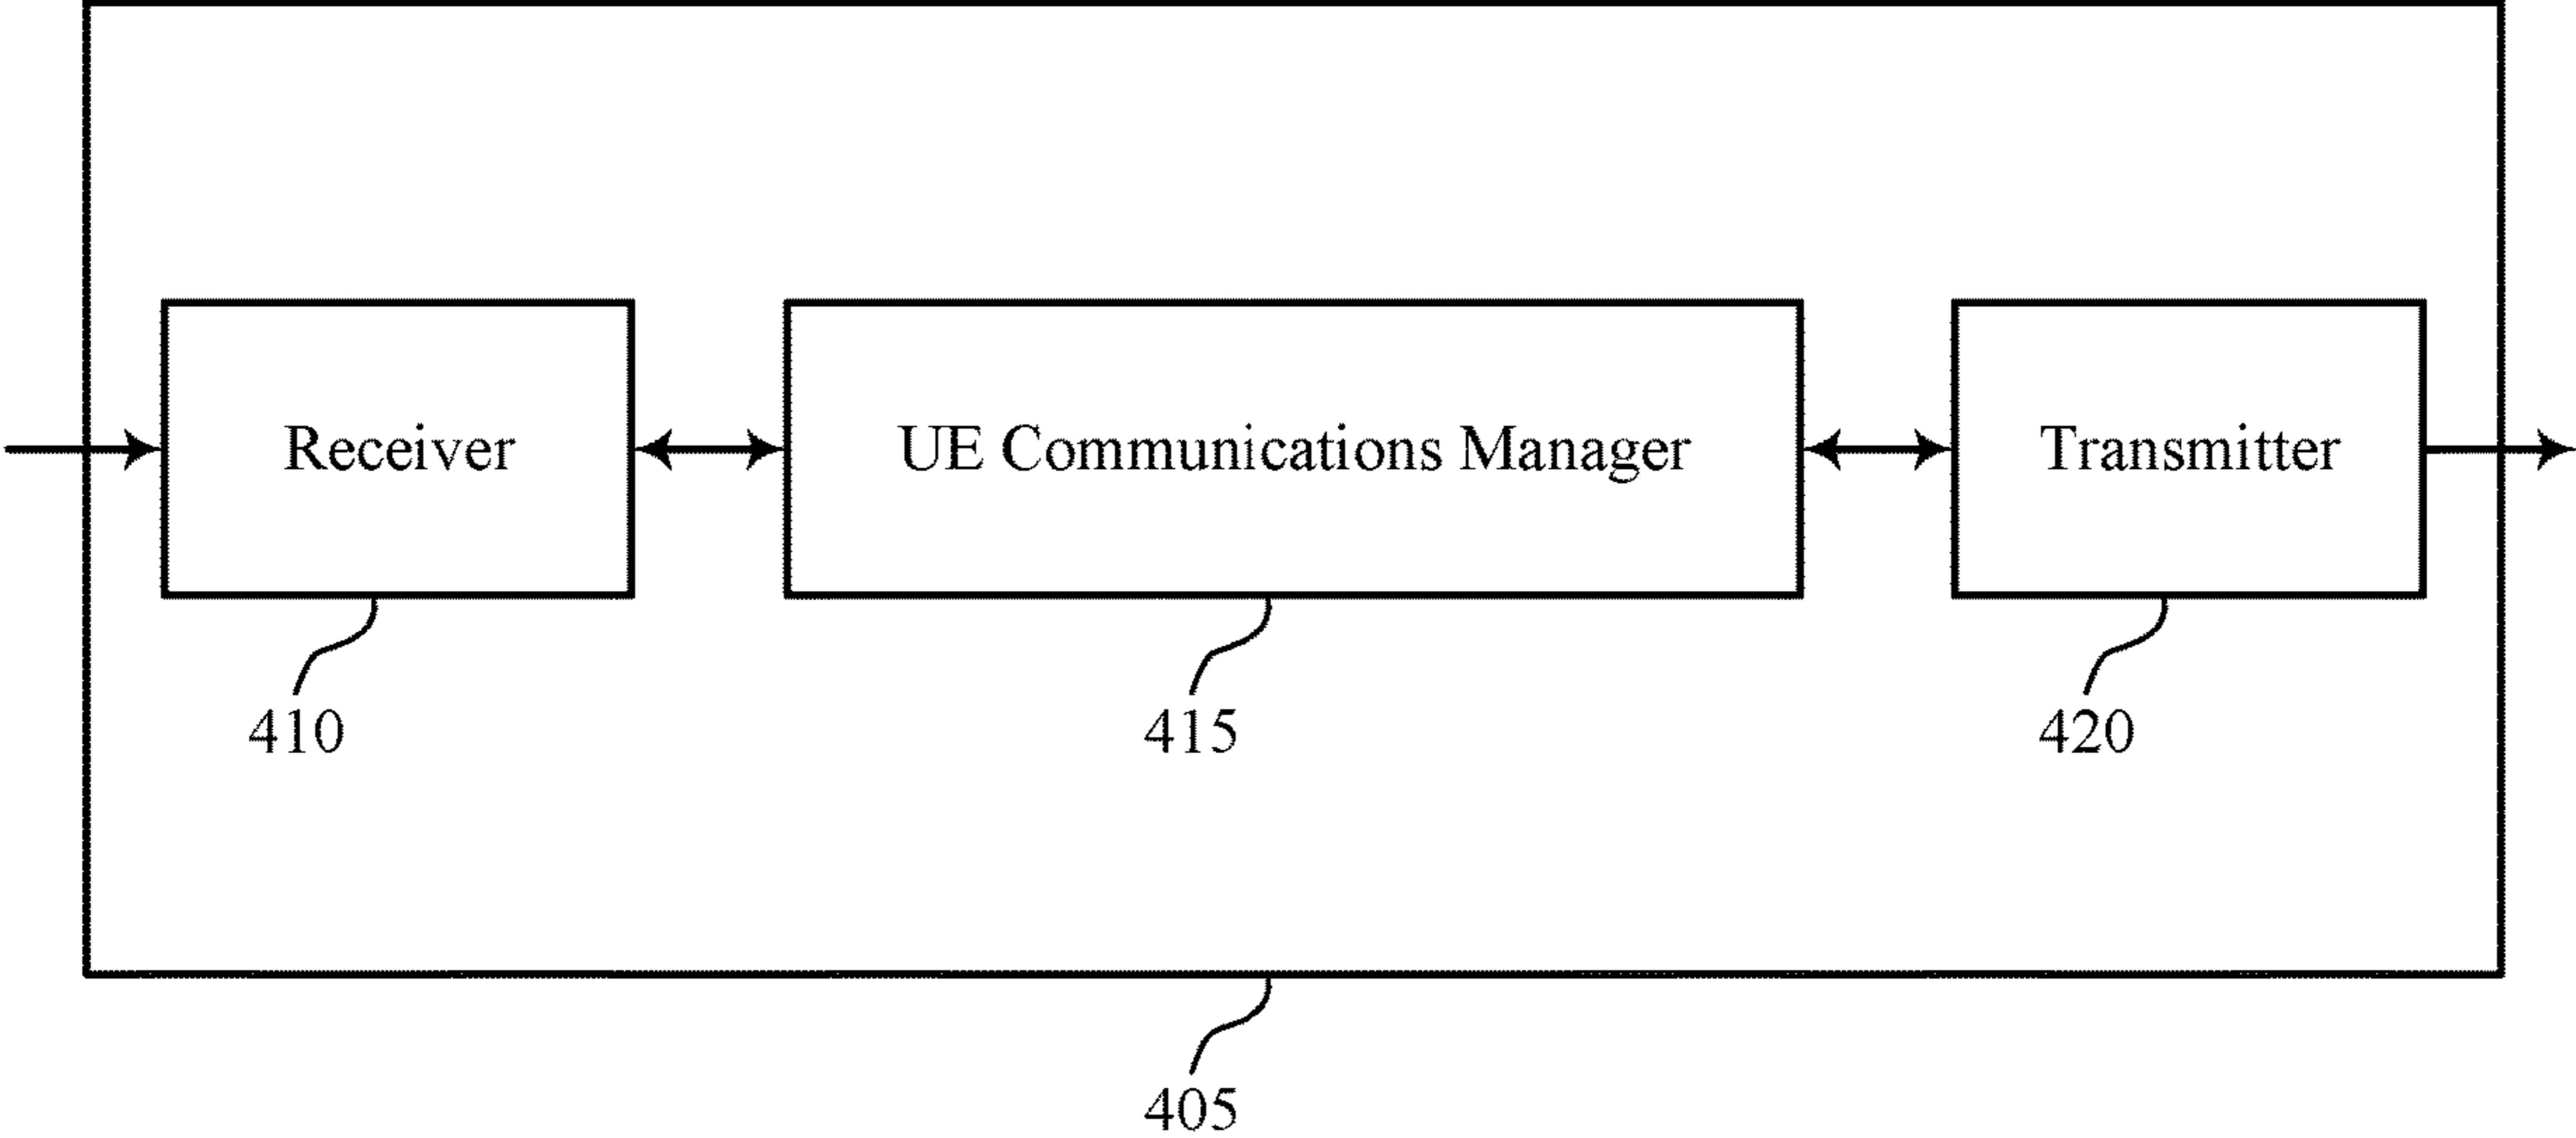 Receiver
UE Communications Manager
Transmitter
410
415
420
405